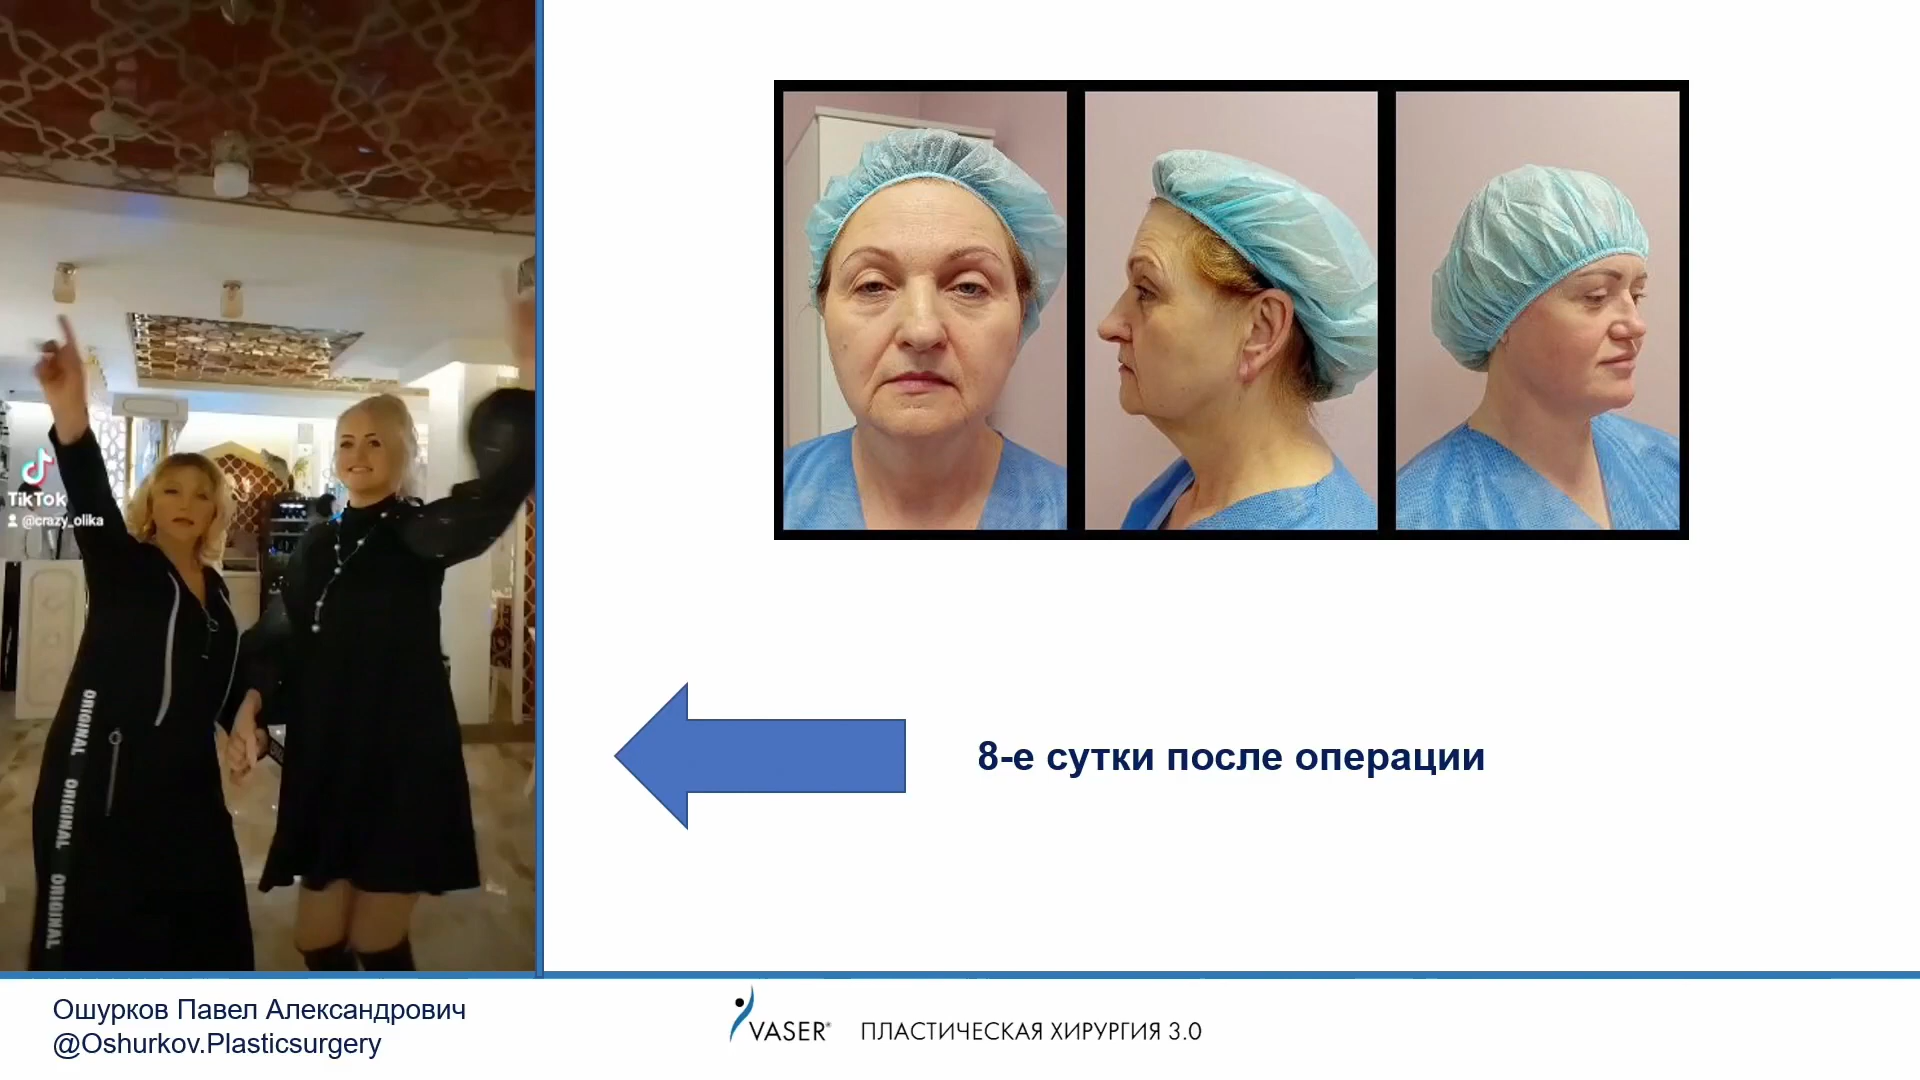 TikTok
@crazy_olika
ORIGINAL
ORIGINAL
ORIGINAL
8-е сутки после операции
Ошурков Павел Александрович
@Oshurkov.Plasticsurgery
VASER® ПЛАСТИЧЕСКАЯ ХИРУРГИЯ 3.0